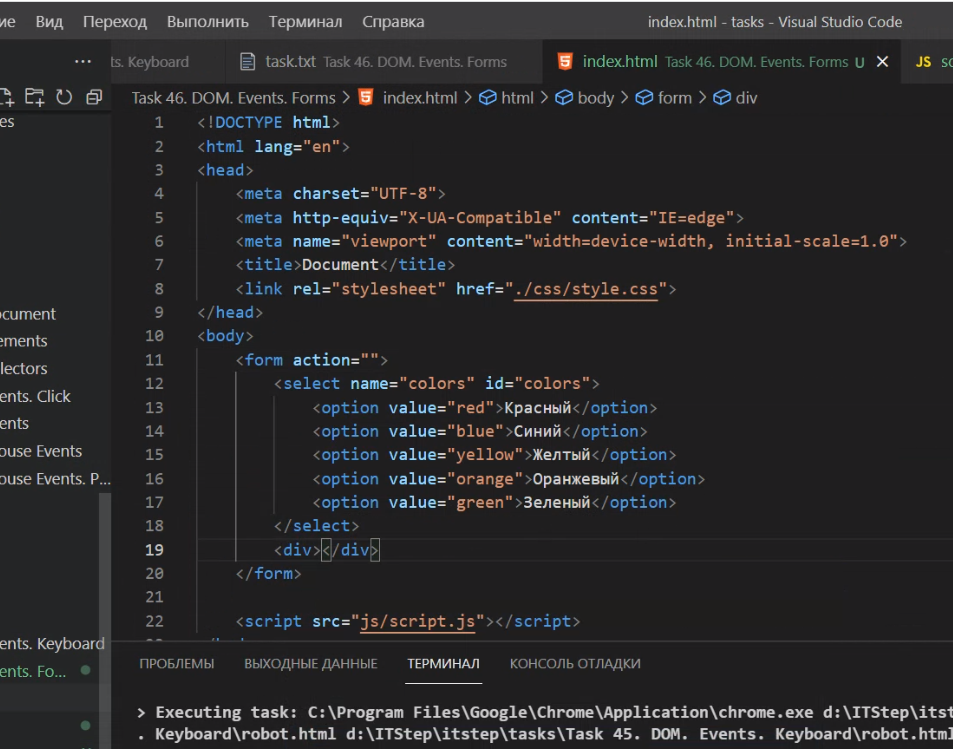 ие Вид Переход Выполнить Терминал Справка index.html - tasks - Visual Studio Code
... ts. Keyboard task.txt Task 46. DOM. Events. Forms index.html Task 46. DOM. Events. Forms U × JS sc
Task 46. DOM. Events. Forms > index.html > html > body > form > div
es
ocument
ements
lectors
ents. Click
ents
ouse Events
ouse Events. P...
ents. Keyboard
ents. Fo...
1 <!DOCTYPE html>
2 <html lang="en">
3 <head>
4 <meta charset="UTF-8">
5 <meta http-equiv="X-UA-Compatible" content="IE=edge">
6 <meta name="viewport" content="width=device-width, initial-scale=1.0">
7 <title>Document</title>
8 <link rel="stylesheet" href="./css/style.css">
9 </head>
10 <body>
11 <form action="">
12 <select name="colors" id="colors">
13 <option value="red">Красный</option>
14 <option value="blue">Синий</option>
15 <option value="yellow">Желтый</option>
16 <option value="orange">Оранжевый</option>
17 <option value="green">Зеленый</option>
18 </select>
19 <div></div>
20 </form>
21
22 <script src="js/script.js"></script>
ПРОБЛЕМЫ ВЫХОДНЫЕ ДАННЫЕ ТЕРМИНАЛ КОНСОЛЬ ОТЛАДКИ
> Executing task: C:\Program Files\Google\Chrome\Application\chrome.exe d:\ITStep\itst
. Keyboard\robot.html d:\ITStep\itstep\tasks\Task 45. DOM. Events. Keyboard\robot.html